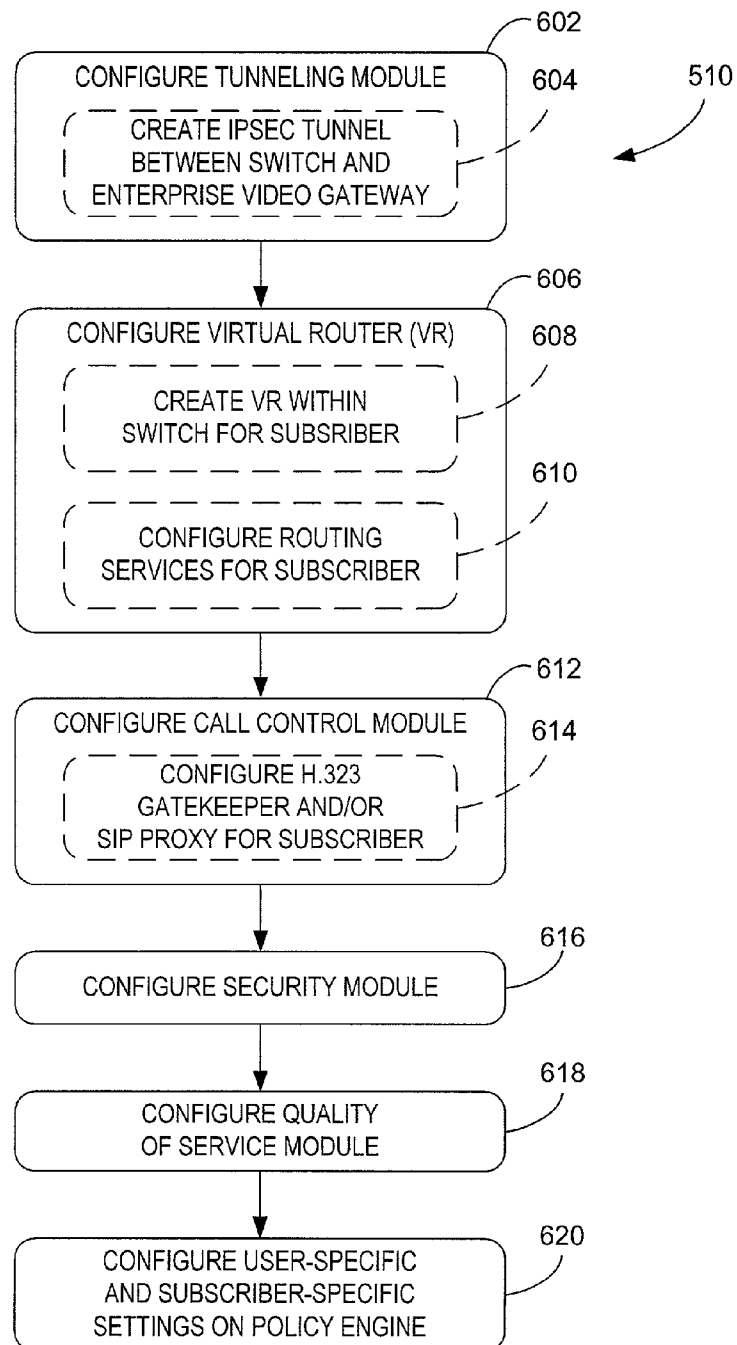 602
CONFIGURE TUNNELING MODULE
604
510
CREATE IPSEC TUNNEL
BETWEEN SWITCH AND
ENTERPRISE VIDEO GATEWAY
606
CONFIGURE VIRTUAL ROUTER (VR)
608
CREATE VR WITHIN
SWITCH FOR SUBSRIBER
610
CONFIGURE ROUTING
SERVICES FOR SUBSCRIBER
612
CONFIGURE CALL CONTROL MODULE
614
CONFIGURE H.323
GATEKEEPER AND/OR
SIP PROXY FOR SUBSCRIBER
616
CONFIGURE SECURITY MODULE
618
CONFIGURE QUALITY
OF SERVICE MODULE
620
CONFIGURE USER-SPECIFIC
AND SUBSCRIBER-SPECIFIC
SETTINGS ON POLICY ENGINE